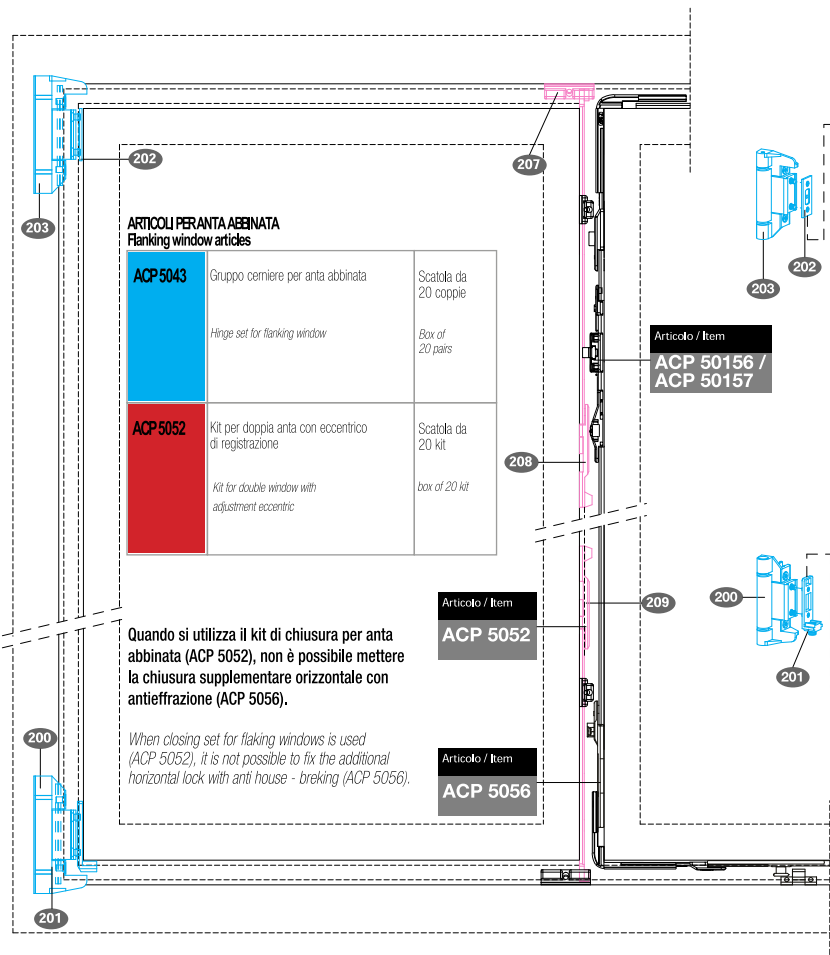 207
202
203
ARTICOLI PER ANTA ABBINATA
Flanking window articles
ACP 5043
Gruppo cerniere per anta abbinata
Hinge set for flanking window
Scatola da
20 coppie
Box of
20 pairs
ACP 5052
Kit per doppia anta con eccentrico
di registrazione
Kit for double window with
adjustment eccentric
Scatola da
20 kit
box of 20 kit
202
203
Articolo / Item
ACP 50156 /
ACP 50157
208
209
200
201
Articolo / Item
ACP 5052
Quando si utilizza il kit di chiusura per anta
abbinata (ACP 5052), non è possibile mettere
la chiusura supplementare orizzontale con
antieffrazione (ACP 5056).
When closing set for flaking windows is used
(ACP 5052), it is not possible to fix the additional
horizontal lock with anti house - breking (ACP 5056).
Articolo / Item
ACP 5056
200
201